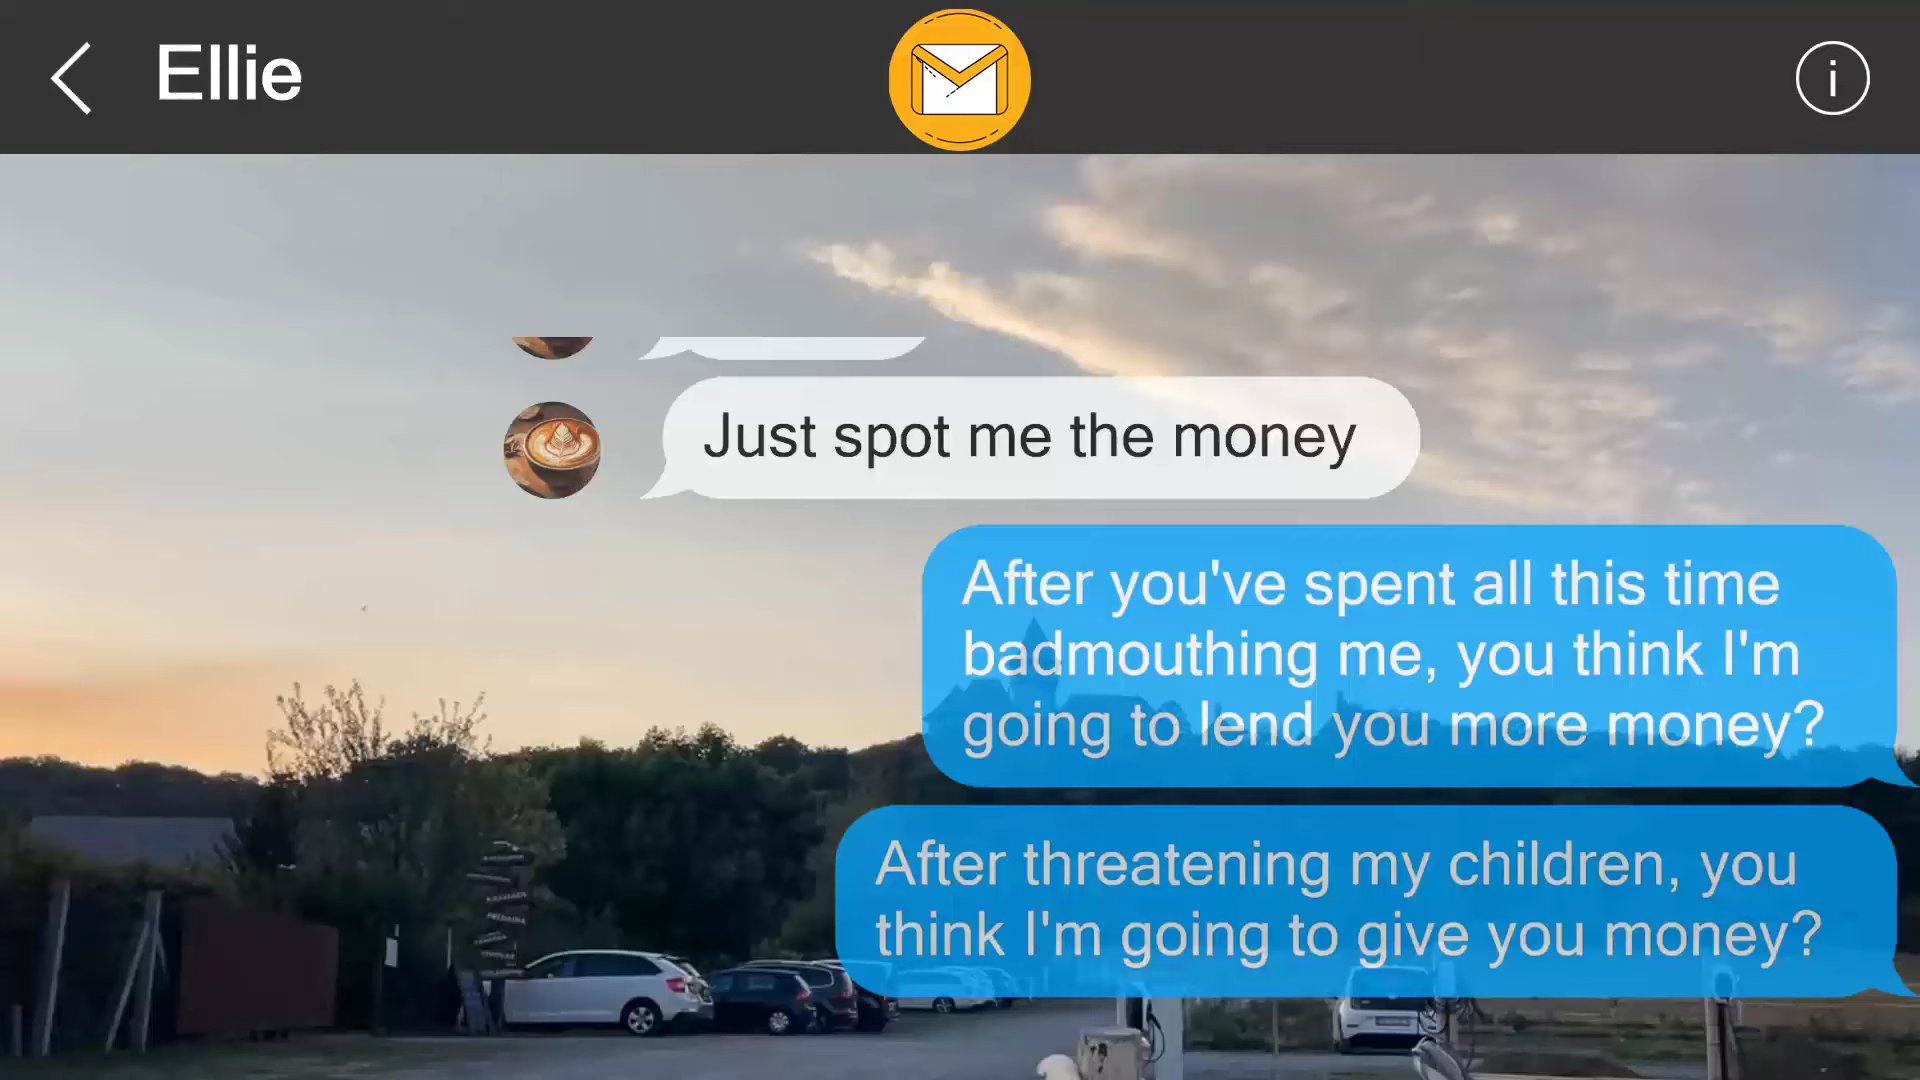 Ellie
i
Just spot me the money
After you've spent all this time
badmouthing me, you think I'm
going to lend you more money?
After threatening my children, you
think I'm going to give you money?